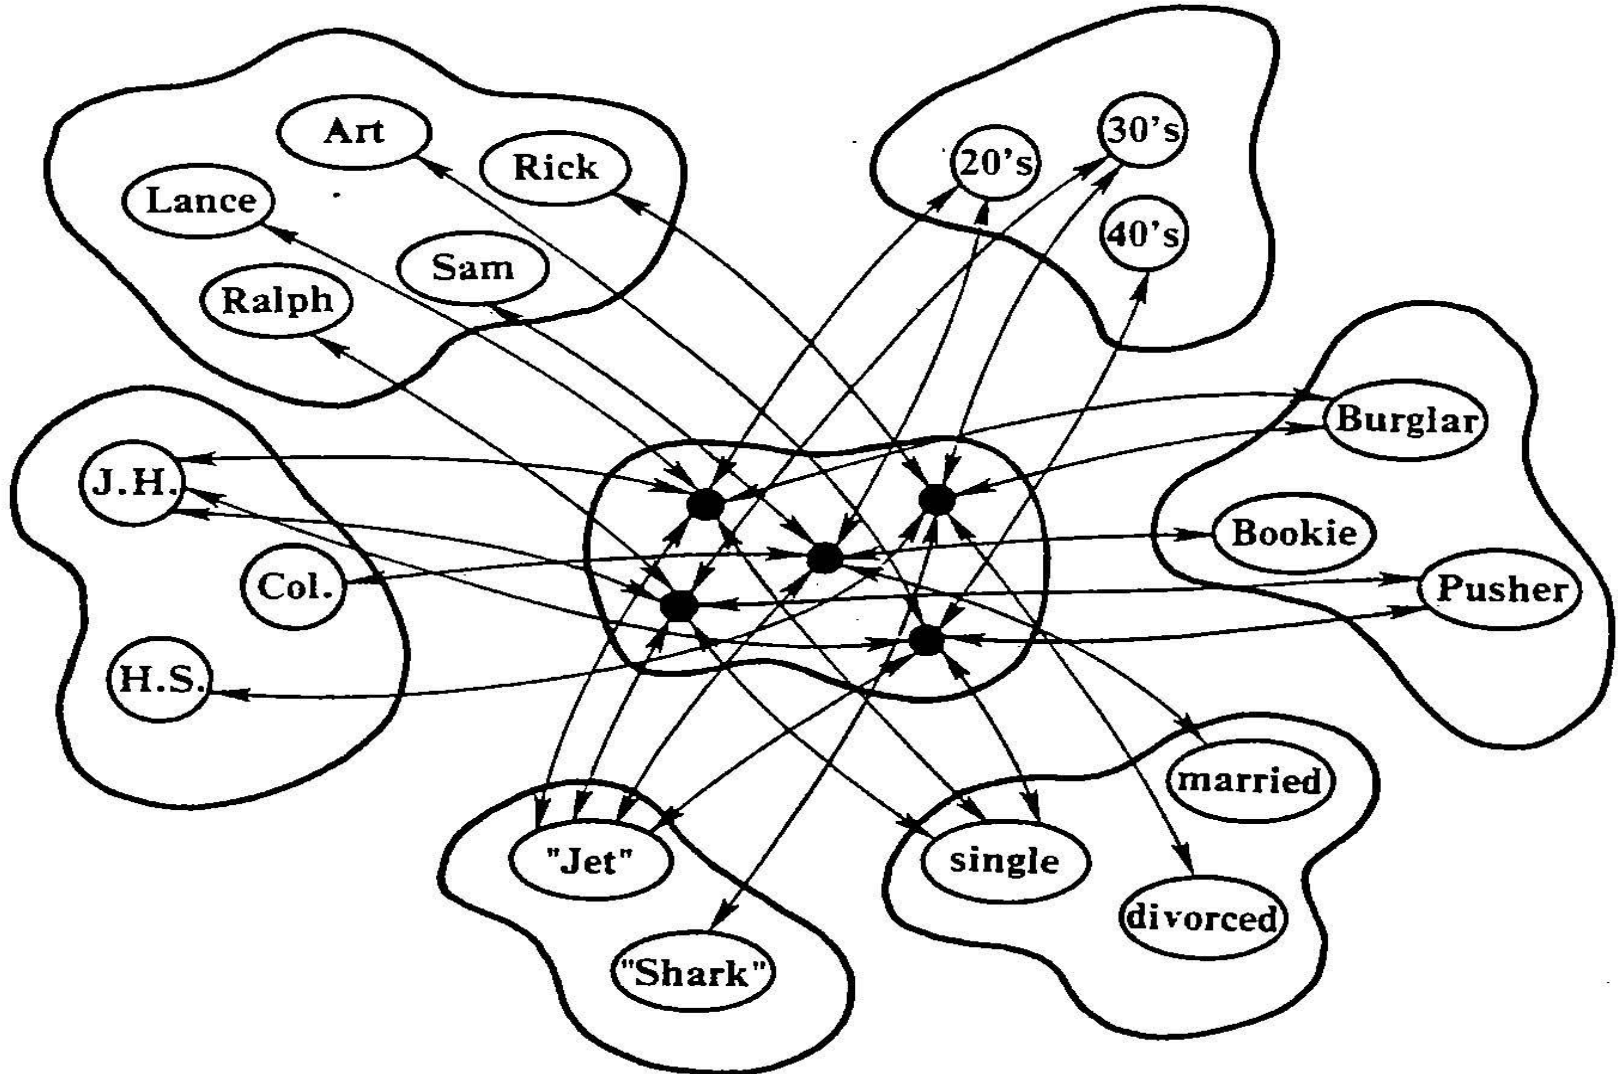 Art
Rick
Lance
Sam
Ralph
20's
30's
40's
J.H.
Col.
H.S.
Burglar
Bookie
Pusher
married
single
divorced
"Jet"
"Shark"